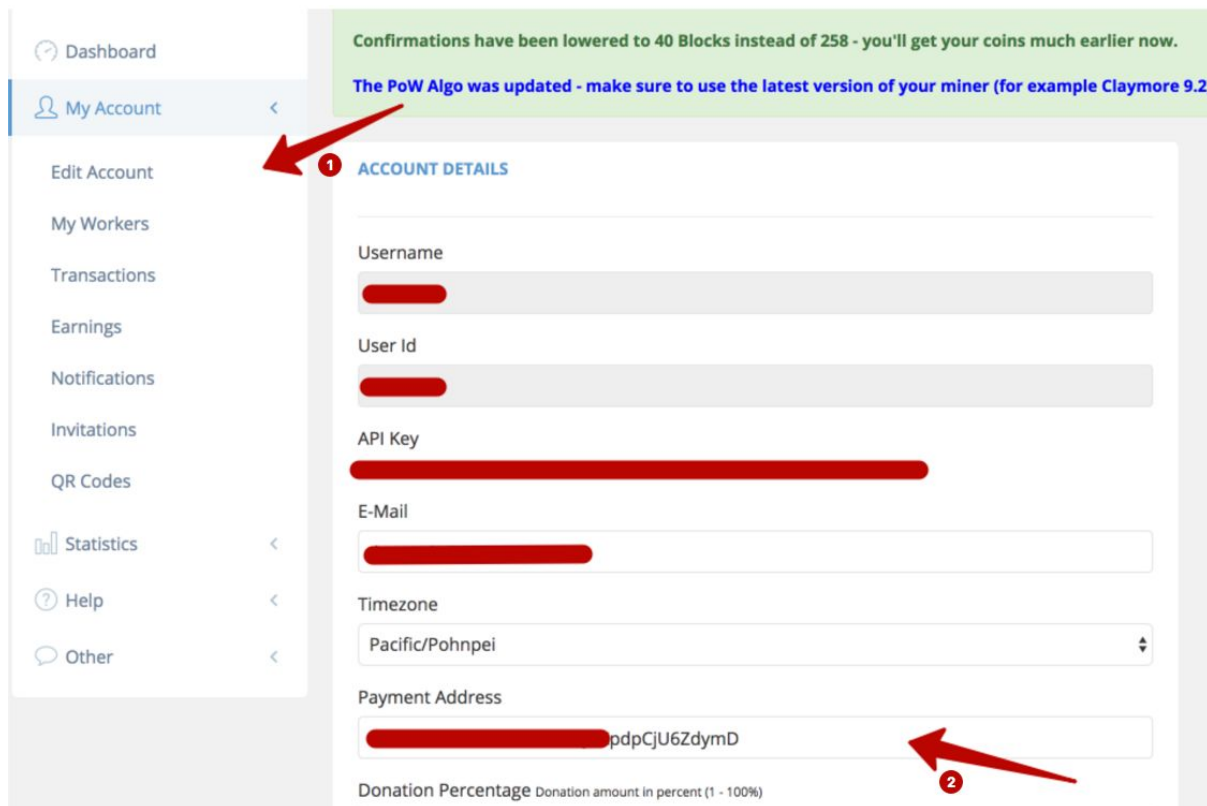 Dashboard
My Account
Edit Account
My Workers
Transactions
Earnings
Notifications
Invitations
QR Codes
Statistics
Help
Other
Confirmations have been lowered to 40 Blocks instead of 258 - you'll get your coins much earlier now.
The PoW Algo was updated - make sure to use the latest version of your miner (for example Claymore 9.2
1
ACCOUNT DETAILS
Username
User Id
API Key
E-Mail
Timezone
Pacific/Pohnpei
Payment Address
pdpCjU6ZdymD
2
Donation Percentage Donation amount in percent (1 - 100%)